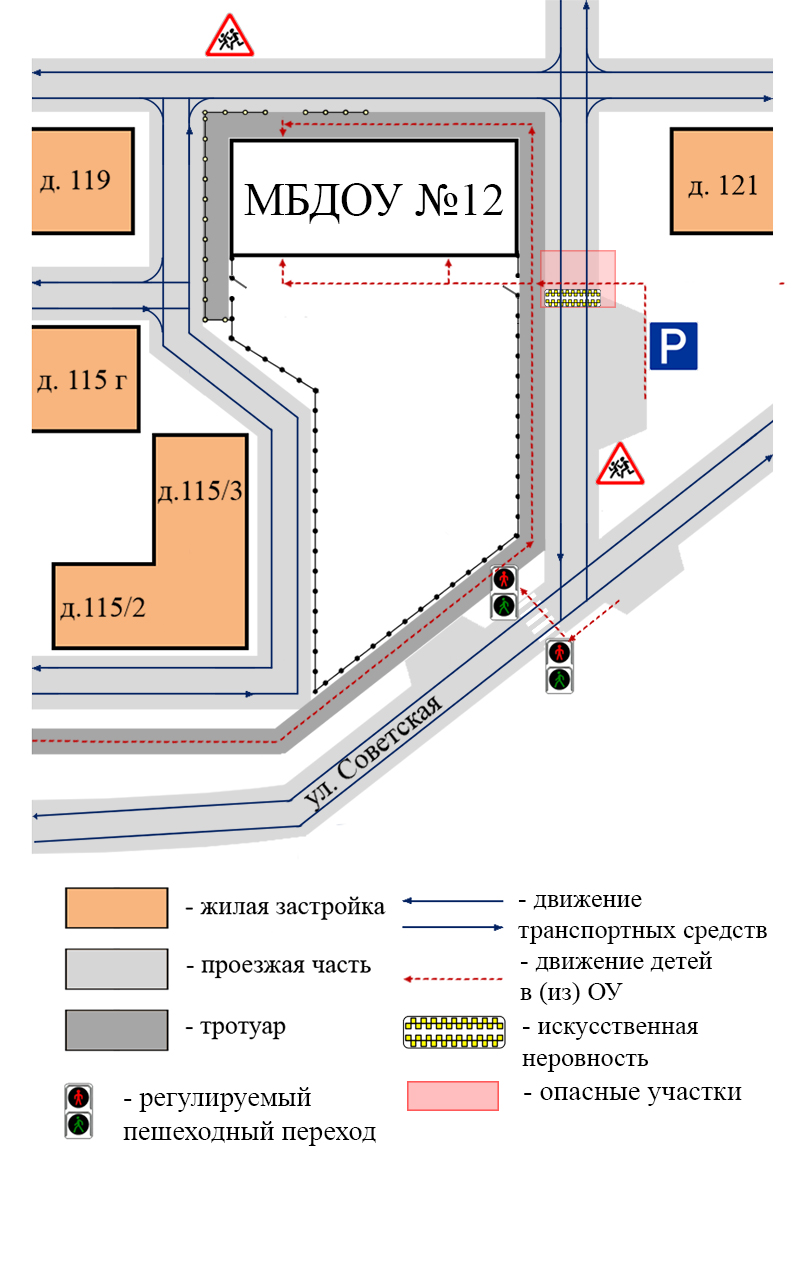 МБДОУ №12
д. 119
д. 121
P
д. 115 г
д.115/3
д.115/2
ул. Советская
- жилая застройка
- проезжая часть
- тротуар
- регулируемый
пешеходный переход
- движение
транспортных средств
- движение детей
в (из) ОУ
- искусственная
неровность
- опасные участки